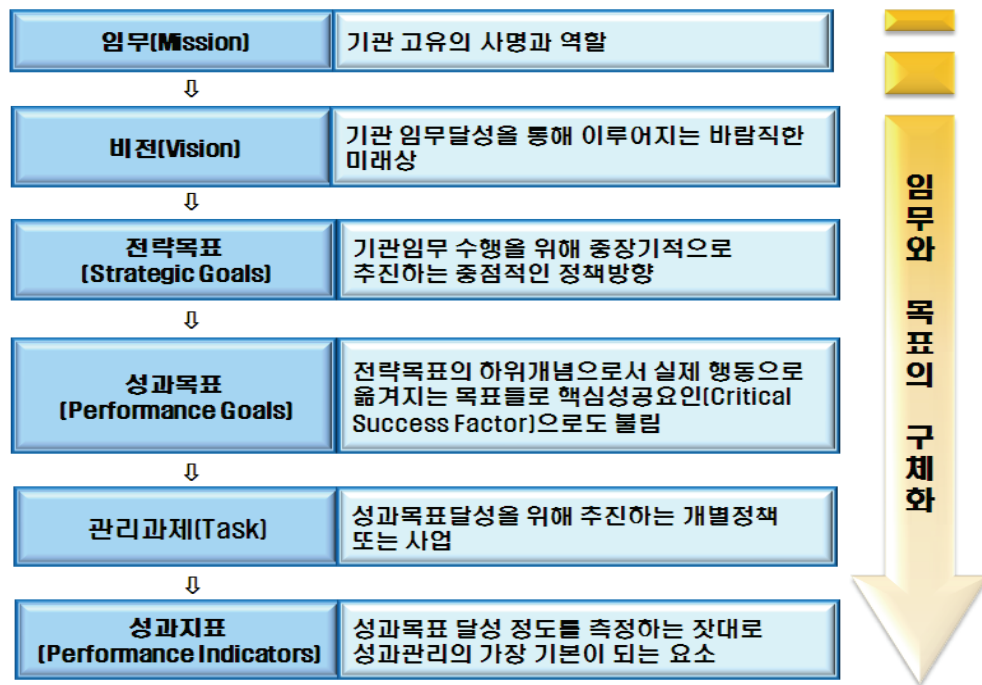 임무(Mission)
기관 고유의 사명과 역할
⇩
비전(Vision)
기관 임무달성을 통해 이루어지는 바람직한
미래상
⇩
전략목표
(Strategic Goals)
기관임무 수행을 위해 중장기적으로
추진하는 중점적인 정책방향
⇩
성과목표
(Performance Goals)
전략목표의 하위개념으로서 실제 행동으로
옮겨지는 목표들로 핵심성공요인(Critical
Success Factor)으로도 불림
⇩
관리과제(Task)
성과목표달성을 위해 추진하는 개별정책
또는 사업
⇩
성과지표
(Performance Indicators)
성과목표 달성 정도를 측정하는 잣대로
성과관리의 가장 기본이 되는 요소
임무와 목표의 구체화